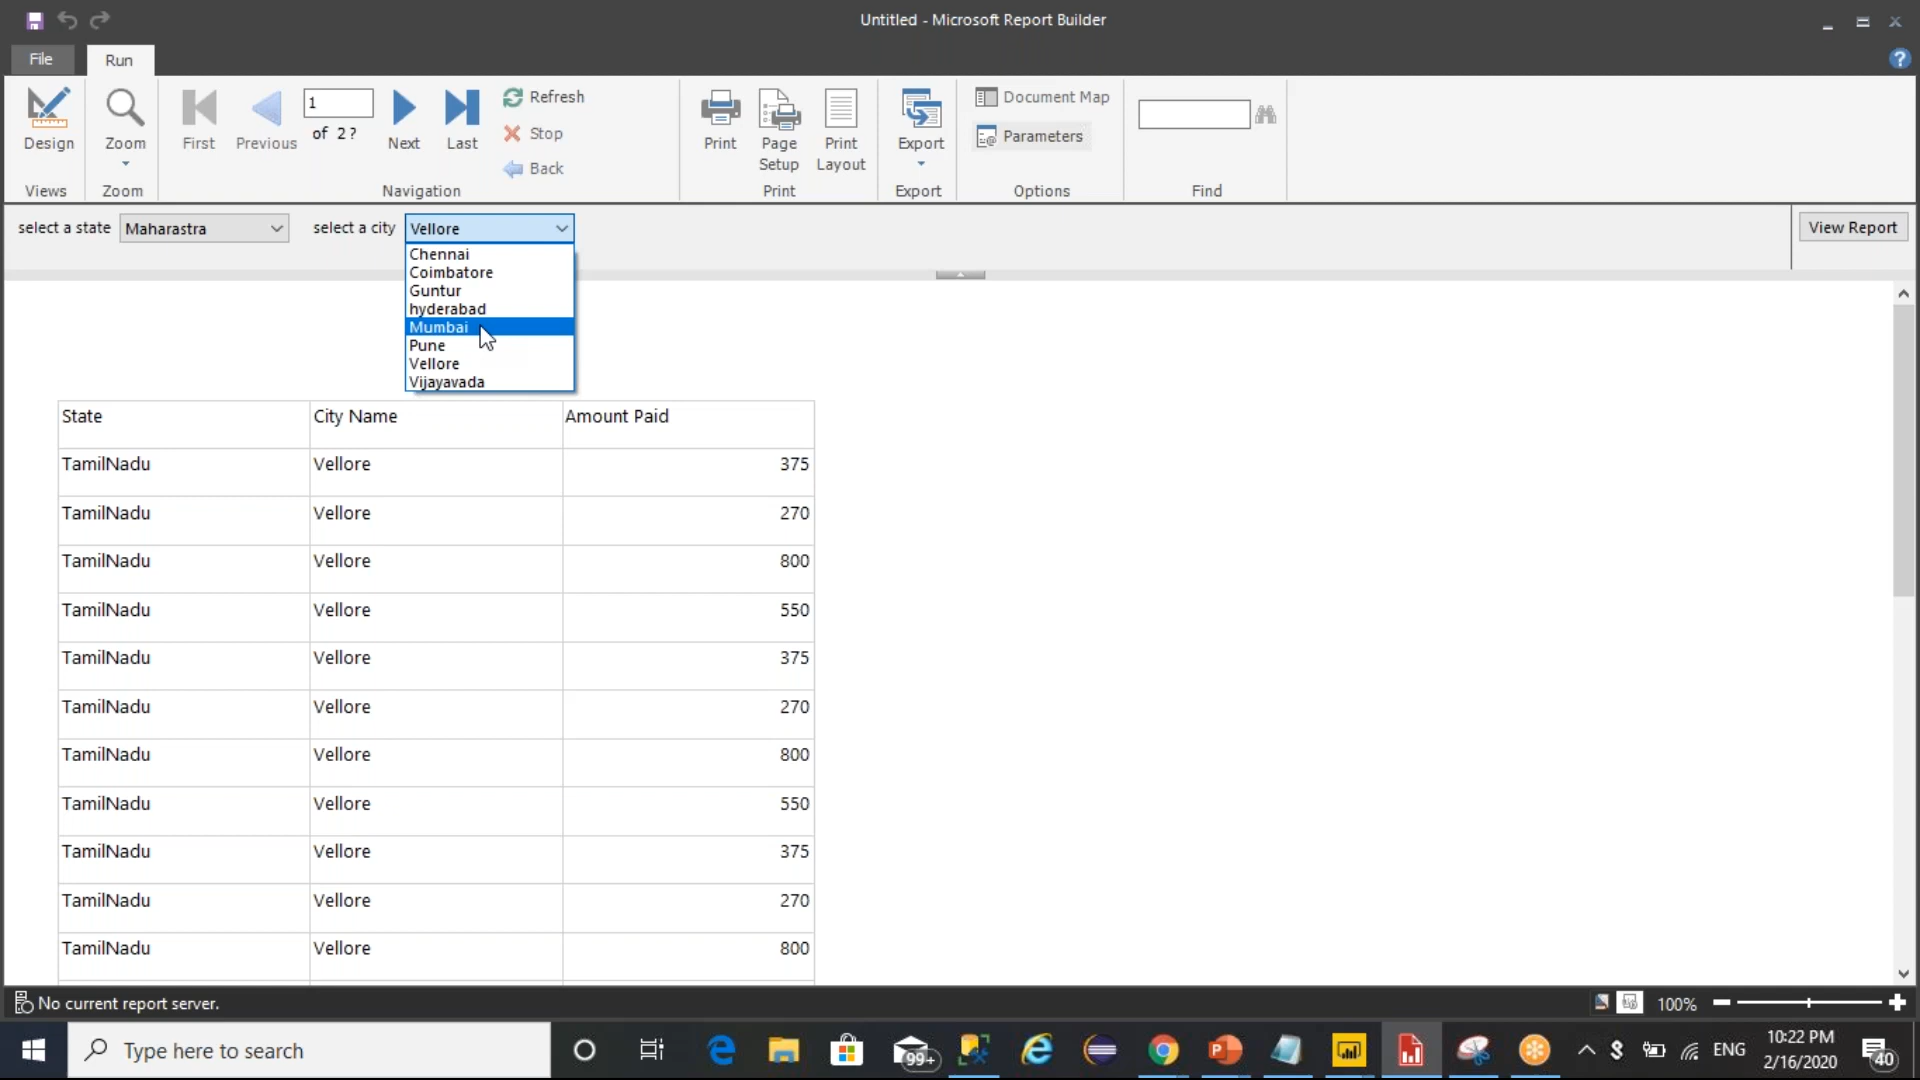 Untitled - Microsoft Report Builder
File
Run
Design
Zoom
First
Previous
1
of 2?
Next
Last
Refresh
Stop
Back
Print
Page Setup
Print Layout
Export
Document Map
Parameters
Views
Zoom
Navigation
Print
Export
Options
Find
select a state Maharastra select a city Vellore View Report
Chennai
Coimbatore
Guntur
hyderabad
Mumbai
Pune
Vellore
Vijayavada
State City Name Amount Paid
TamilNadu Vellore 375
TamilNadu Vellore 270
TamilNadu Vellore 800
TamilNadu Vellore 550
TamilNadu Vellore 375
TamilNadu Vellore 270
TamilNadu Vellore 800
TamilNadu Vellore 550
TamilNadu Vellore 375
TamilNadu Vellore 270
TamilNadu Vellore 800
No current report server. 100%
Type here to search
99+
ENG
10:22 PM
2/16/2020
40